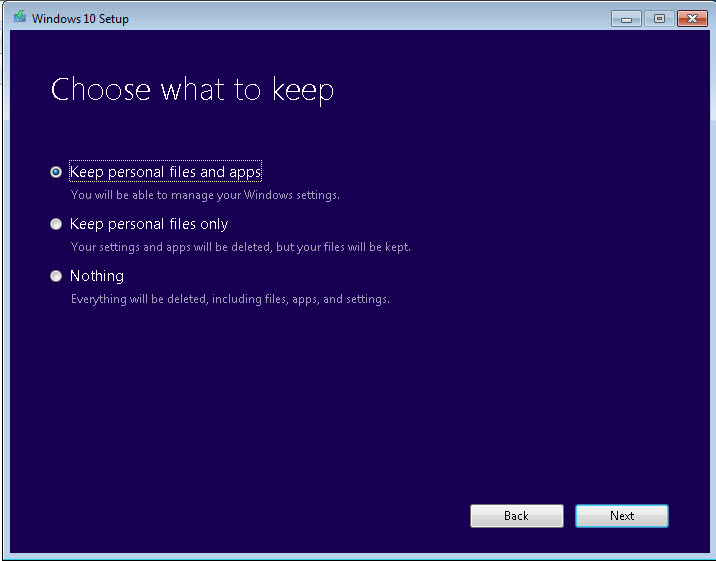 Windows 10 Setup
Choose what to keep
Keep personal files and apps
You will be able to manage your Windows settings.
Keep personal files only
Your settings and apps will be deleted, but your files will be kept.
Nothing
Everything will be deleted, including files, apps, and settings.
Back Next